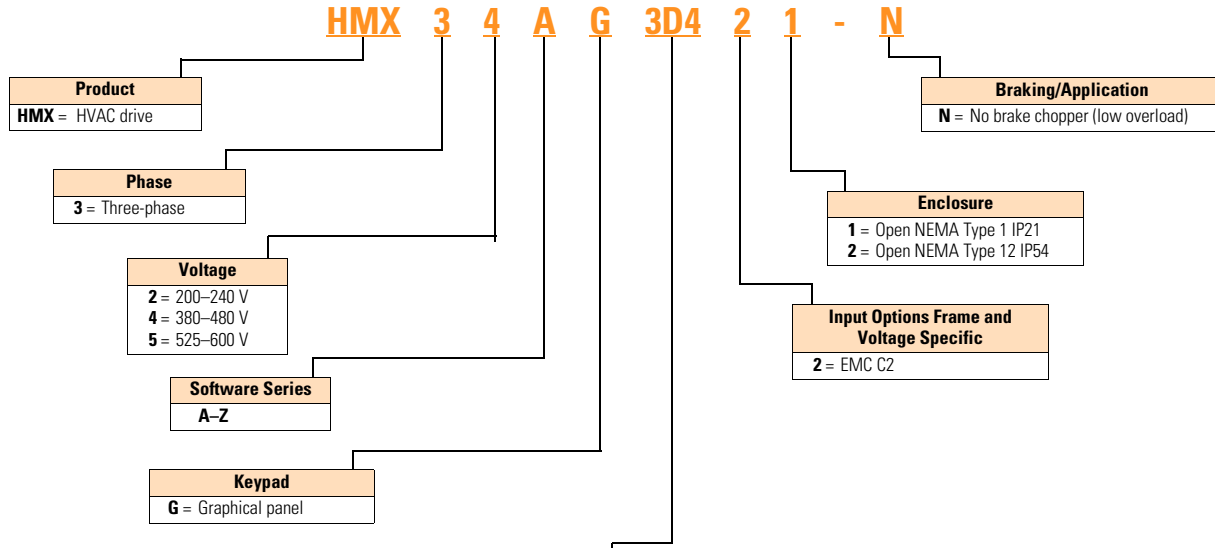 HMX 3 4 A G 3D4 2 1 - N
Product
HMX = HVAC drive
Braking/Application
N = No brake chopper (low overload)
Phase
3 = Three-phase
Enclosure
1 = Open NEMA Type 1 IP21
2 = Open NEMA Type 12 IP54
Voltage
2 = 200–240 V
4 = 380–480 V
5 = 525–600 V
Input Options Frame and
Voltage Specific
2 = EMC C2
Software Series
A–Z
Keypad
G = Graphical panel